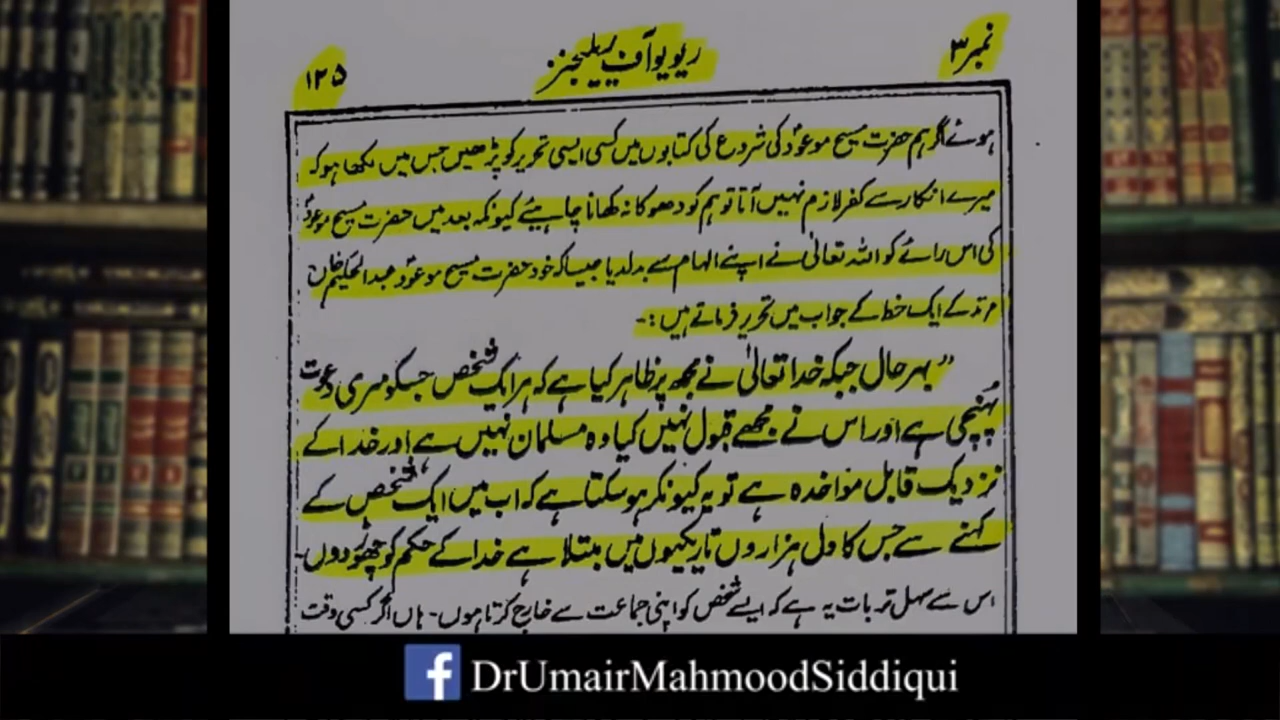 نمبر ۳
ریویو آف ریلیجنز
۱۲۵
ہوئے اگر ہم حضرت مسیح موعودؑ کی شروع کی کتابوں میں کسی ایسی تحریر کو پڑھیں جس میں لکھا ہو کہ
میرے انکار سے کفر لازم نہیں آتا تو ہم کو دھوکا نہ کھانا چاہیئے کیونکہ بعد میں حضرت مسیح موعودؑ
کی اس رائے کو اللہ تعالیٰ نے اپنے الہام سے بدلدیا جیسا کہ خود حضرت مسیح موعودؑ عبدالحکیم خان
مرتد کے ایک خط کے جواب میں تحریر فرماتے ہیں :-
”بہر حال جبکہ خدا تعالیٰ نے مجھ پر ظاہر کیا ہے کہ ہر ایک شخص جسکو میری دعوت
پہنچی ہے اور اس نے مجھے قبول نہیں کیا وہ مسلمان نہیں ہے اور خدا کے
نزدیک قابل مواخذہ ہے تو یہ کیونکر ہو سکتا ہے کہ اب میں ایک شخص کے
کہنے سے جس کا دل ہزاروں تاریکیوں میں مبتلا ہے خدا کے حکم کو چھوڑ دوں-
اس سے سہل تر بات یہ ہے کہ ایسے شخص کو اپنی جماعت سے خارج کرتا ہوں- ہاں اگر کسی وقت
f DrUmairMahmoodSiddiqui